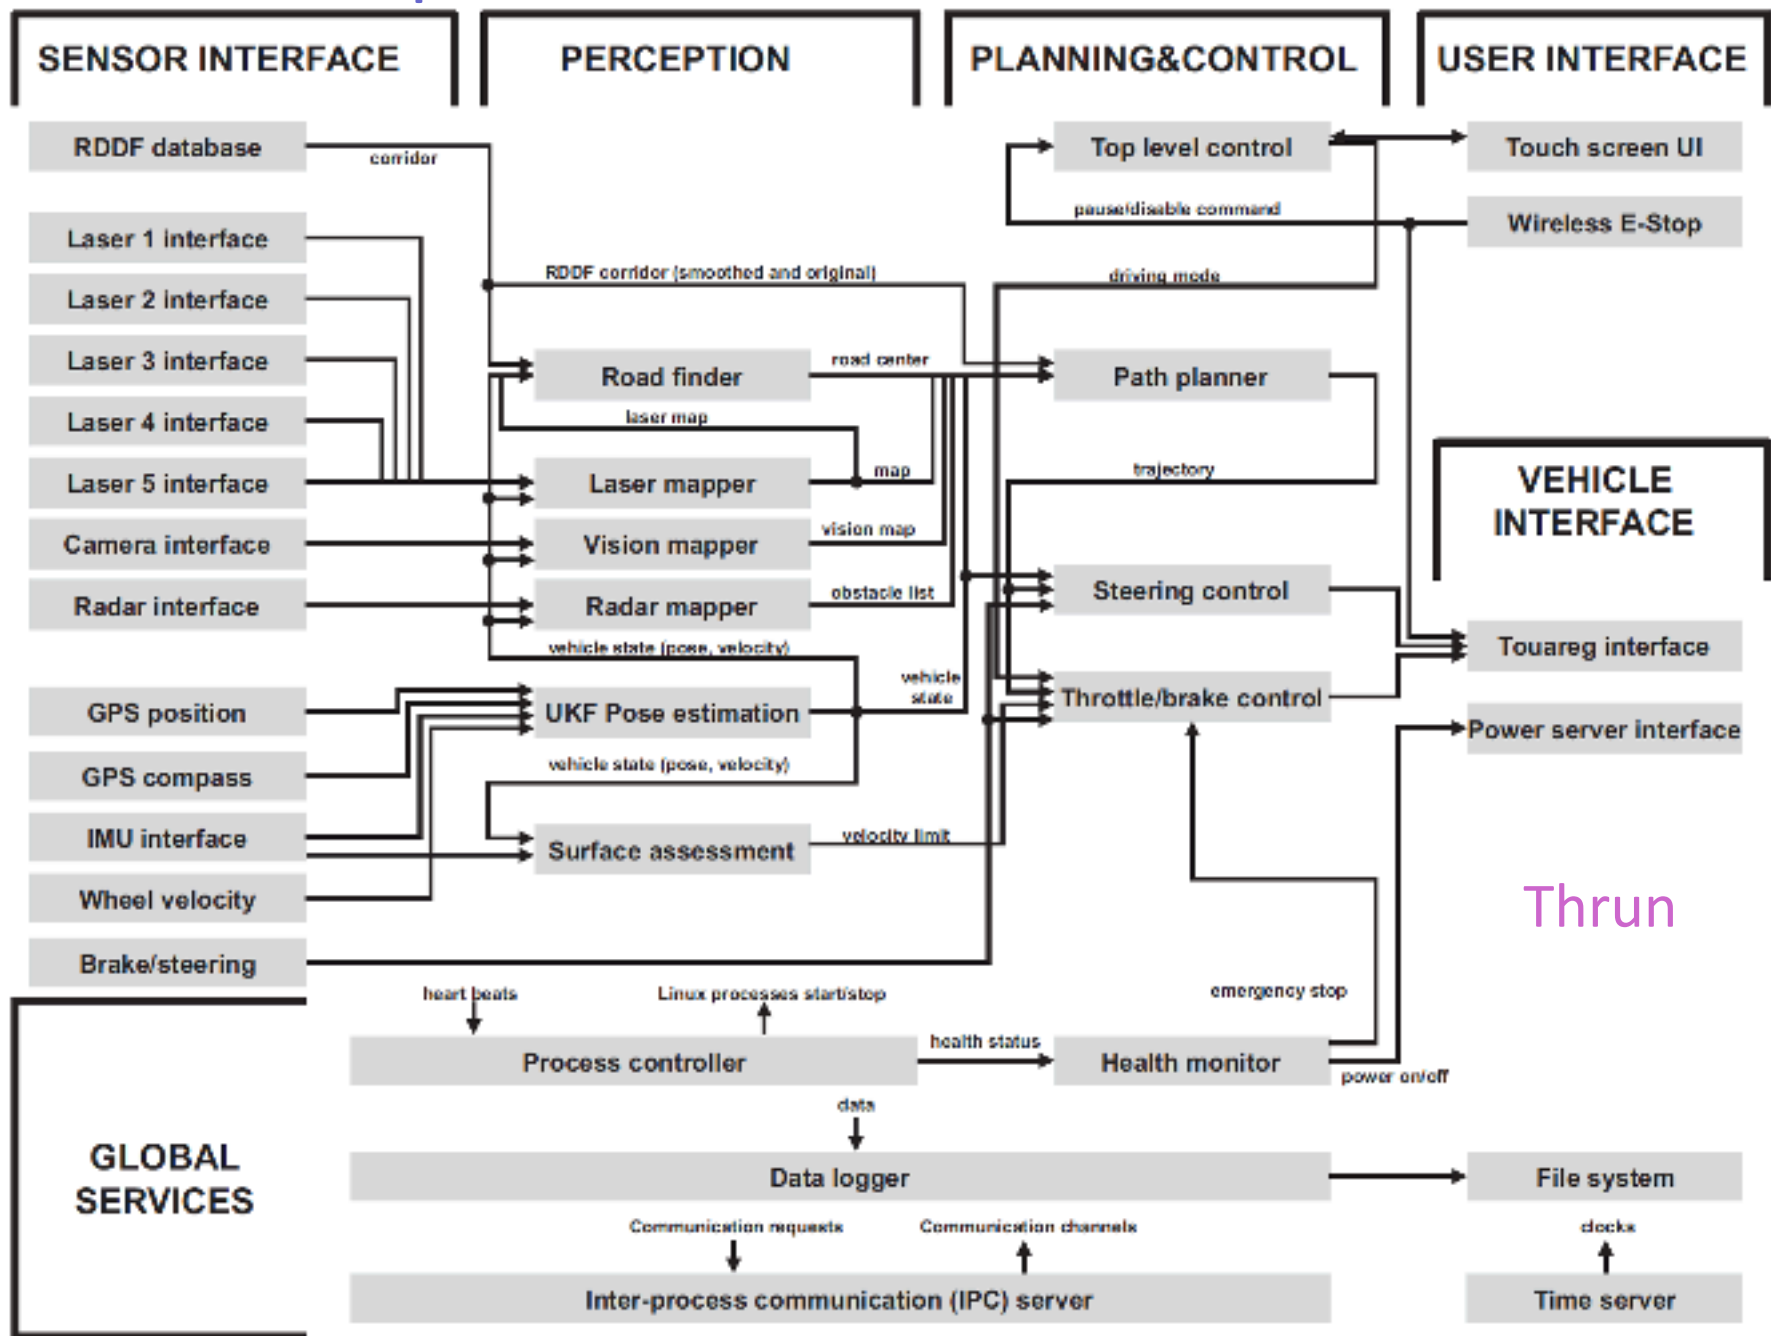 SENSOR INTERFACE
PERCEPTION
PLANNING&CONTROL
USER INTERFACE
RDDF database
corridor
Top level control
Touch screen UI
pause/disable command
Wireless E-Stop
Laser 1 interface
RDDF corridor (smoothed and original)
driving mode
Laser 2 interface
Laser 3 interface
Road finder
road center
Path planner
Laser 4 interface
laser map
Laser 5 interface
Laser mapper
map
trajectory
VEHICLE
INTERFACE
Camera interface
Vision mapper
vision map
Radar interface
Radar mapper
obstacle list
Steering control
vehicle state (pose, velocity)
Touareg interface
vehicle
state
GPS position
UKF Pose estimation
Throttle/brake control
Power server interface
GPS compass
vehicle state (pose, velocity)
IMU interface
Surface assessment
velocity limit
Wheel velocity
Thrun
Brake/steering
heart beats
Linux processes start/stop
emergency stop
Process controller
health status
Health monitor
power on/off
data
GLOBAL
SERVICES
Data logger
File system
Communication requests
Communication channels
clocks
Inter-process communication (IPC) server
Time server